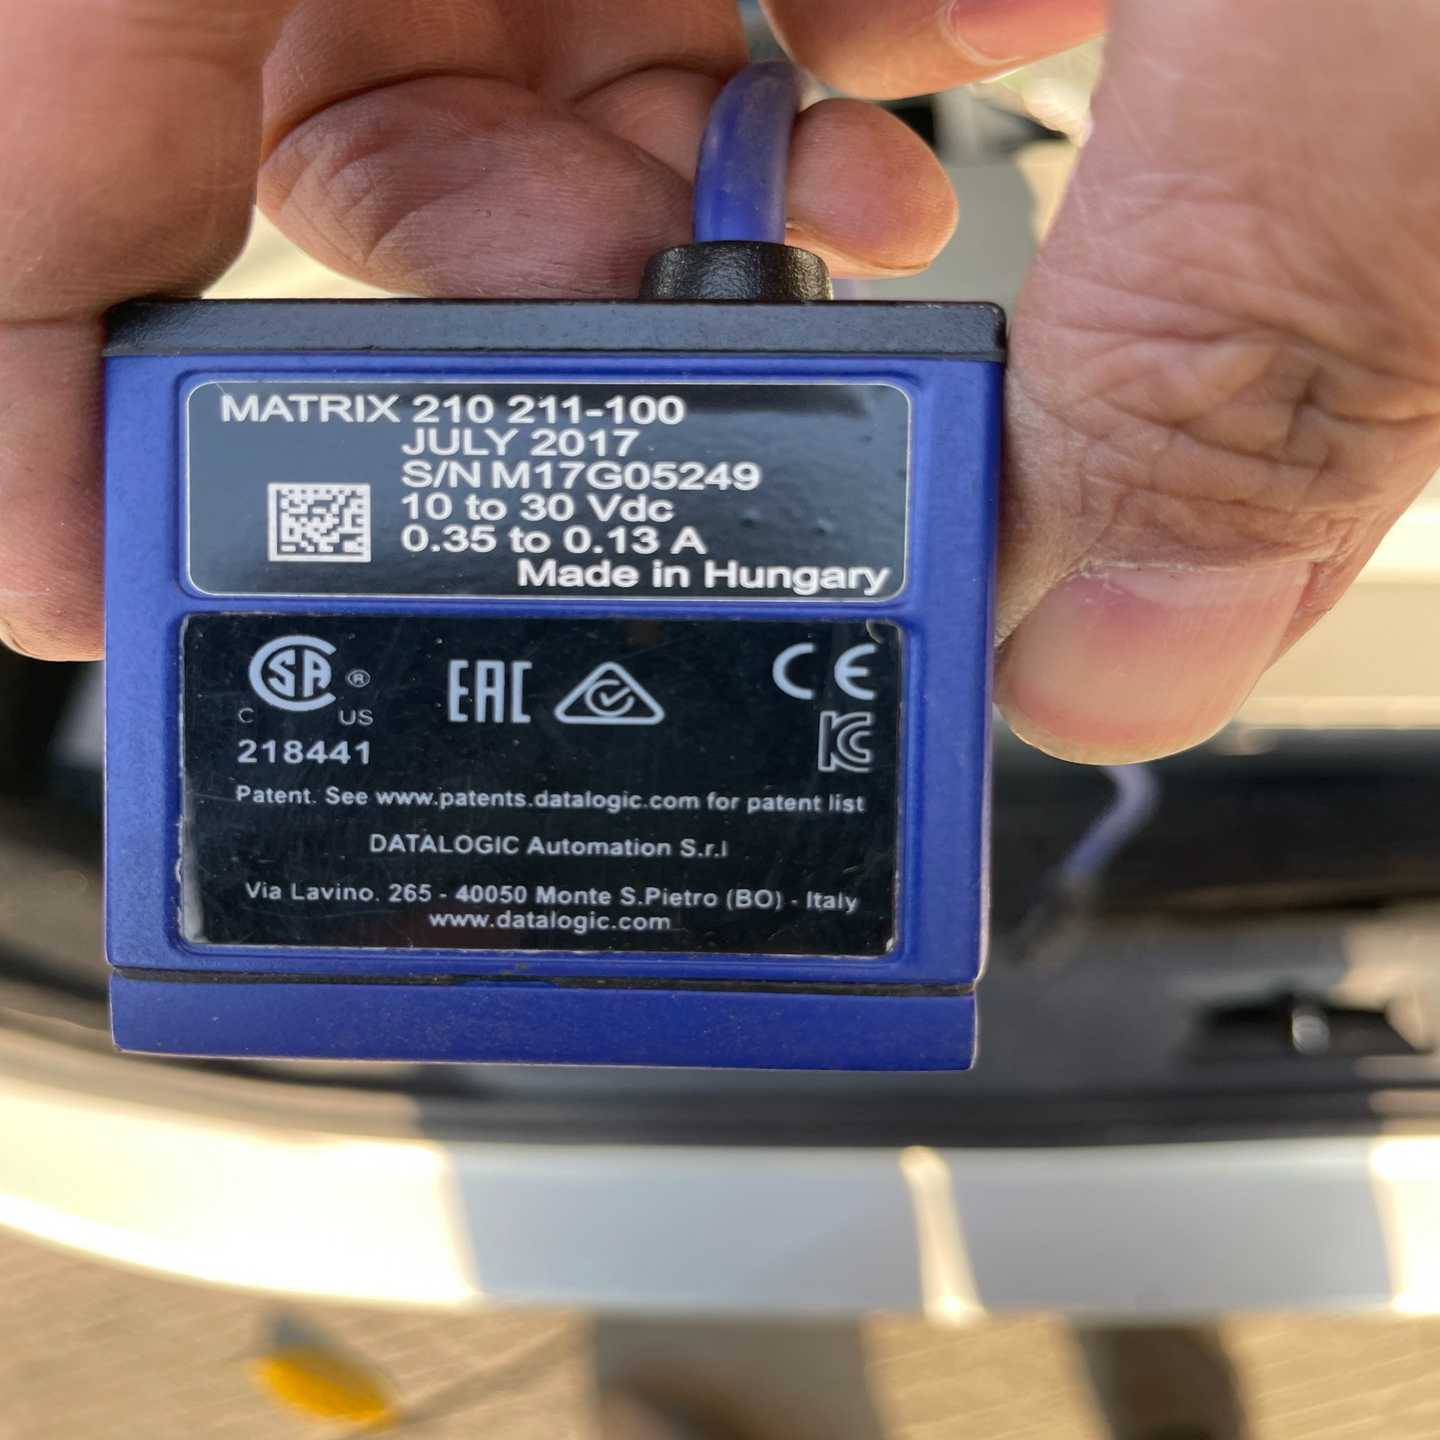 MATRIX 210 211-100
JULY 2017
S/N M17G05249
10 to 30 Vdc
0.35 to 0.13 A
Made in Hungary
SA ®
C US
218441
EAC
CE
KC
Patent. See www.patents.datalogic.com for patent list
DATALOGIC Automation S.r.l
Via Lavino, 265 - 40050 Monte S.Pietro (BO) - Italy
www.datalogic.com